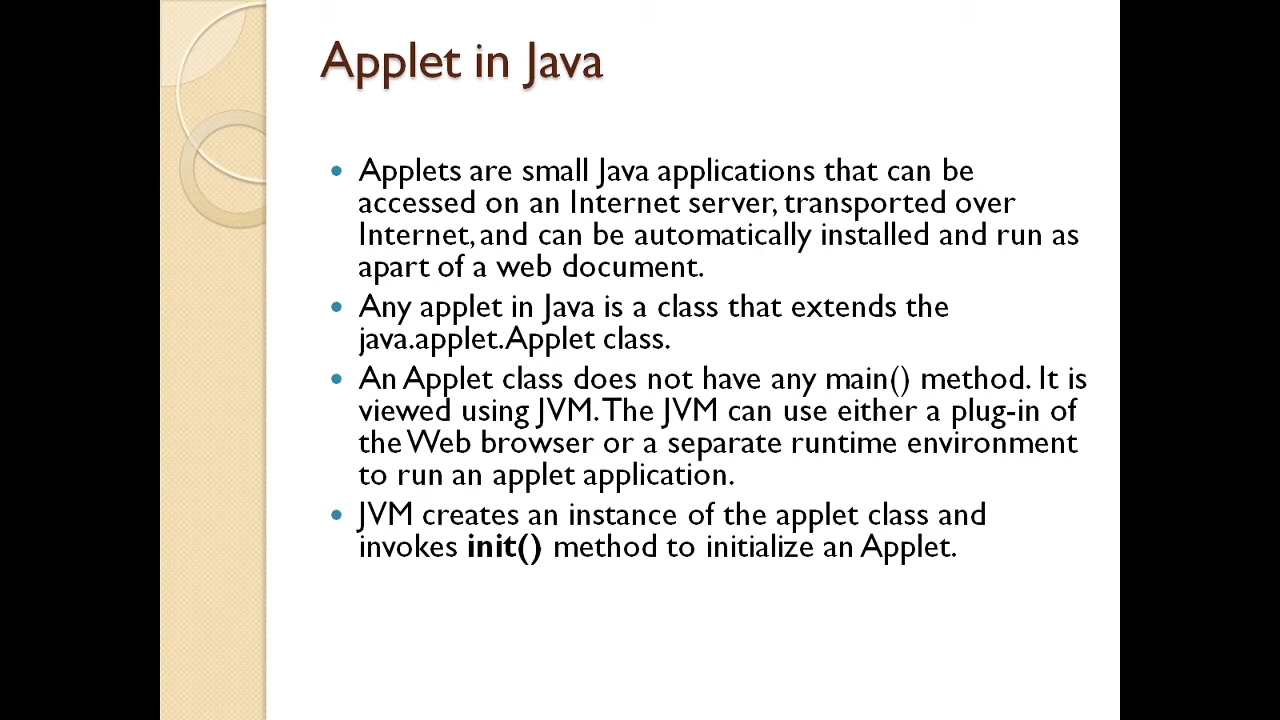 Applet in Java
• Applets are small Java applications that can be
accessed on an Internet server, transported over
Internet, and can be automatically installed and run as
apart of a web document.
• Any applet in Java is a class that extends the
java.applet.Applet class.
• An Applet class does not have any main() method. It is
viewed using JVM. The JVM can use either a plug-in of
the Web browser or a separate runtime environment
to run an applet application.
• JVM creates an instance of the applet class and
invokes init() method to initialize an Applet.